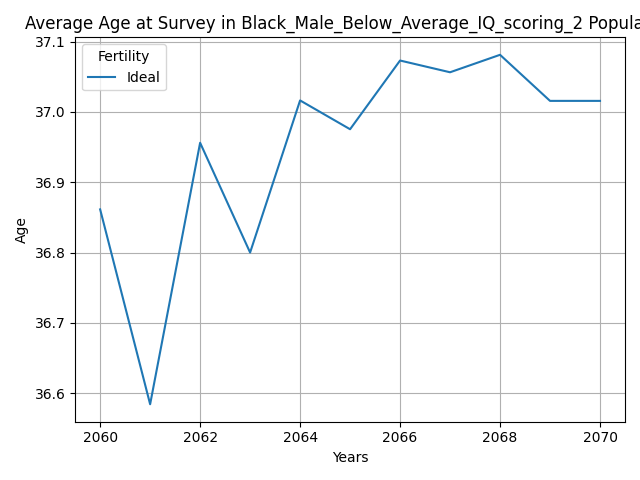 Average Age at Survey in Black_Male_Below_Average_IQ_scoring_2 Popula
37.1
37.0
36.9
36.8
36.7
36.6
Age
Fertility
Ideal
2060 2062 2064 2066 2068 2070
Years